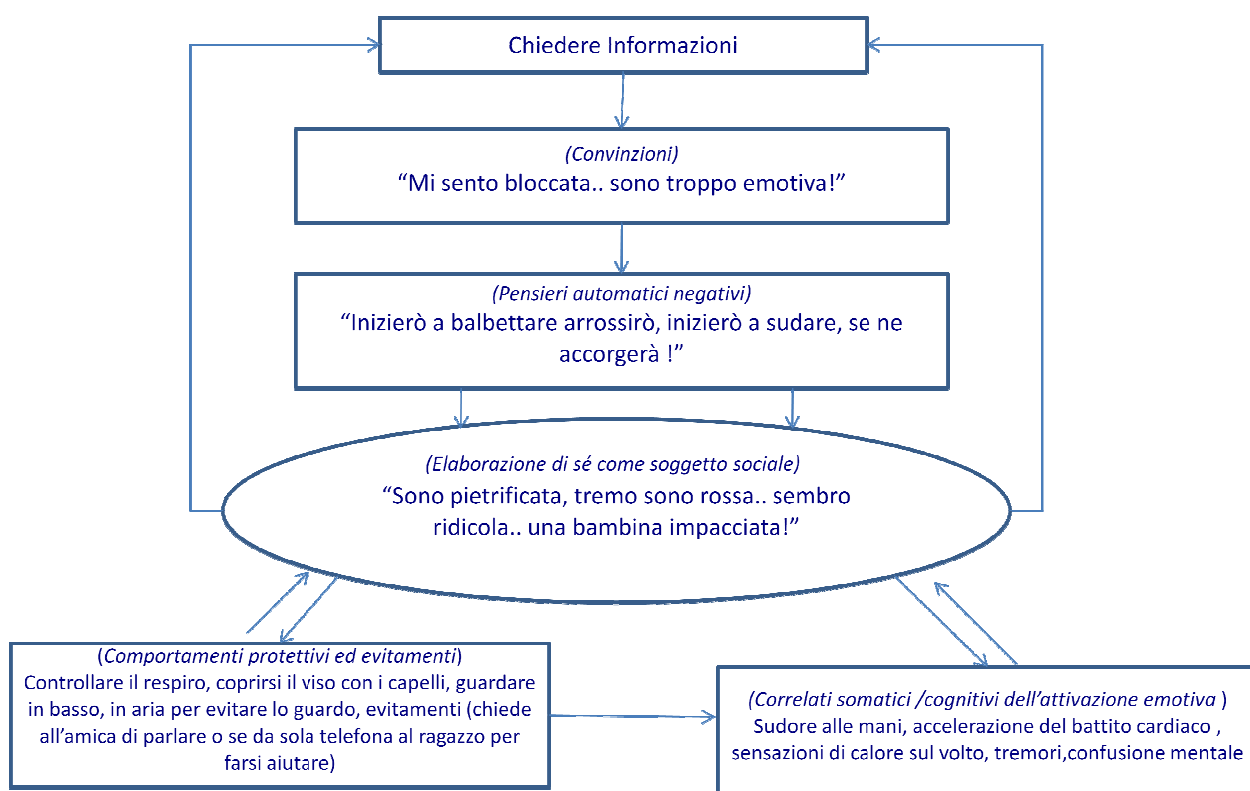 Chiedere Informazioni
(Convinzioni)
“Mi sento bloccata.. sono troppo emotiva!”
(Pensieri automatici negativi)
“Inizierò a balbettare arrossirò, inizierò a sudare, se ne
accorgerà !”
(Elaborazione di sé come soggetto sociale)
“Sono pietrificata, tremo sono rossa.. sembro
ridicola.. una bambina impacciata!”
(Comportamenti protettivi ed evitamenti)
Controllare il respiro, coprirsi il viso con i capelli, guardare
in basso, in aria per evitare lo guardo, evitamenti (chiede
all’amica di parlare o se da sola telefona al ragazzo per
farsi aiutare)
(Correlati somatici /cognitivi dell’attivazione emotiva )
Sudore alle mani, accelerazione del battito cardiaco ,
sensazioni di calore sul volto, tremori,confusione mentale